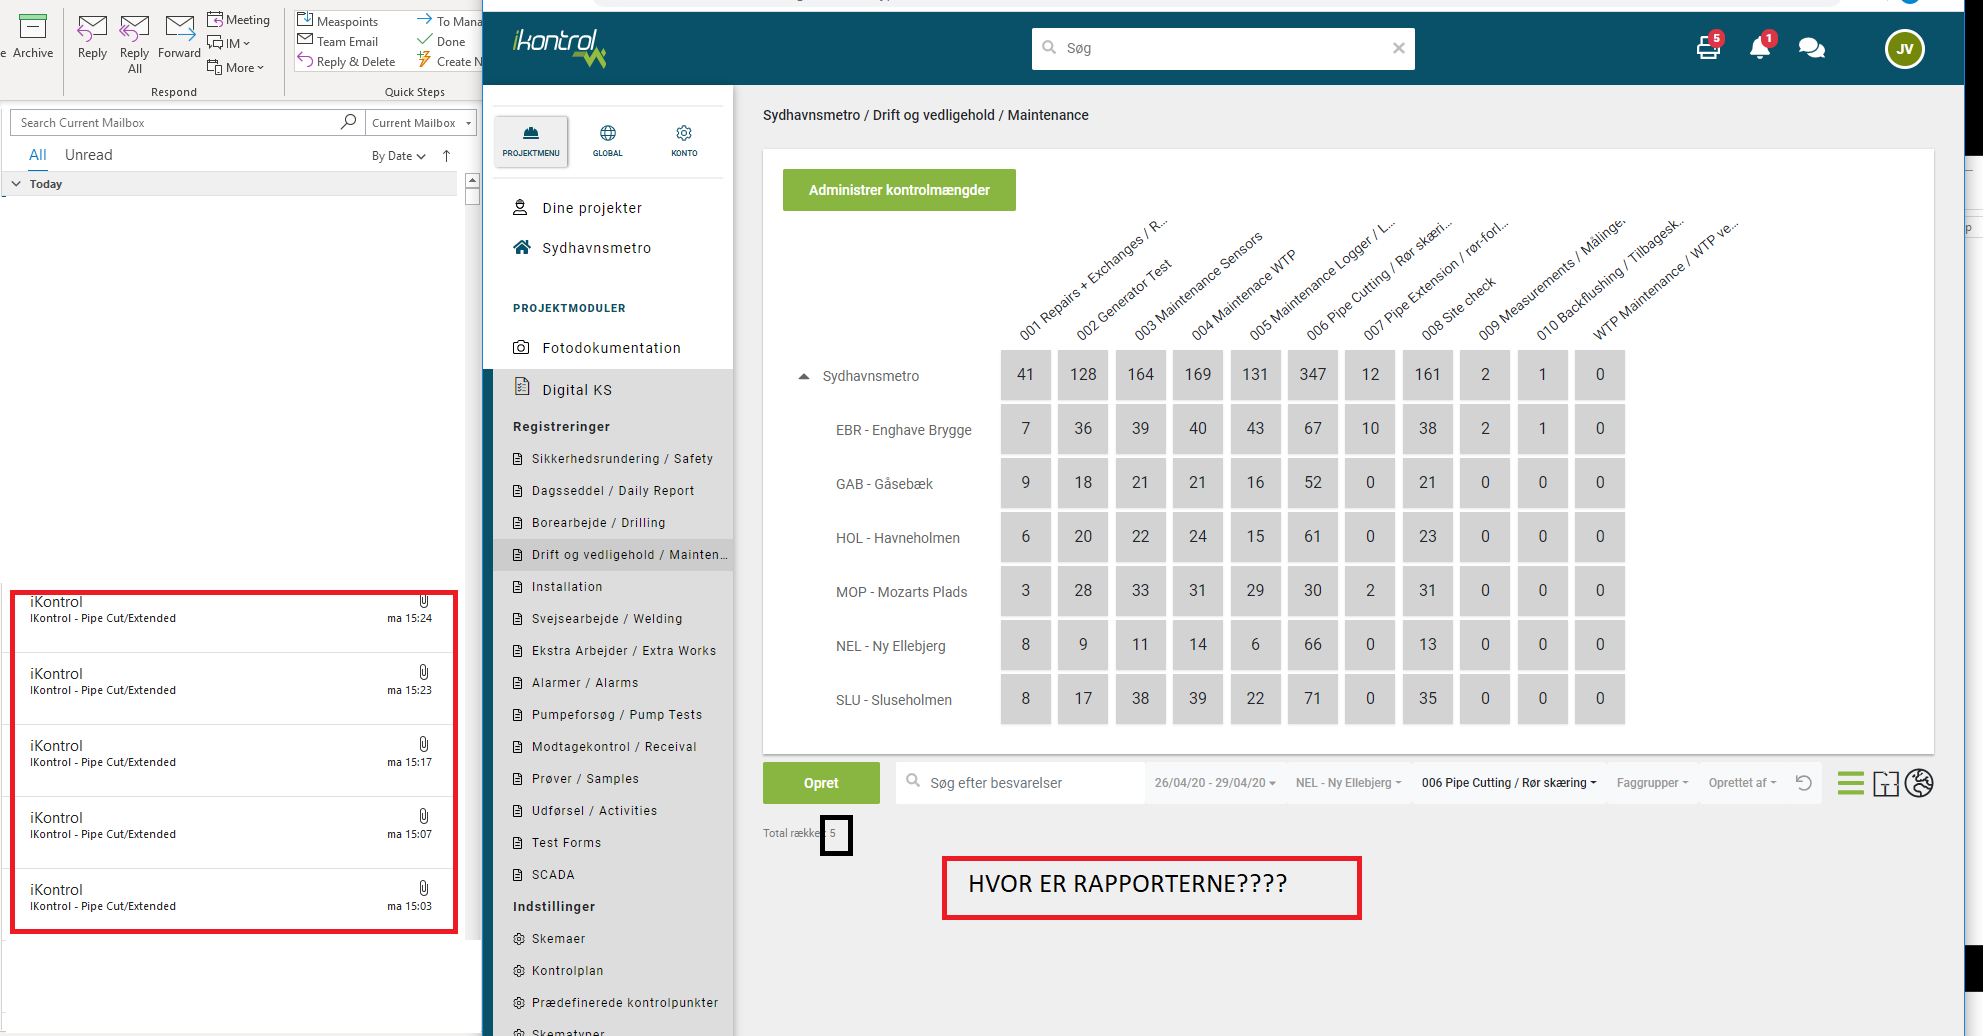 e Archive
Reply
Reply All
Forward
Meeting
IM
More
Respond
Measpoints
Team Email
Reply & Delete
To Mana
Done
Create N
Quick Steps
Search Current Mailbox
Current Mailbox
All Unread
By Date
Today
iKontrol
IKontrol - Pipe Cut/Extended ma 15:24
iKontrol
IKontrol - Pipe Cut/Extended ma 15:23
iKontrol
IKontrol - Pipe Cut/Extended ma 15:17
iKontrol
IKontrol - Pipe Cut/Extended ma 15:07
iKontrol
IKontrol - Pipe Cut/Extended ma 15:03
ikontrol
Søg
5
1
JV
PROJEKTMENU
GLOBAL
KONTO
Dine projekter
Sydhavnsmetro
PROJEKTMODULER
Fotodokumentation
Digital KS
Registreringer
Sikkerhedsrundering / Safety
Dagsseddel / Daily Report
Borearbejde / Drilling
Drift og vedligehold / Mainten...
Installation
Svejsearbejde / Welding
Ekstra Arbejder / Extra Works
Alarmer / Alarms
Pumpeforsøg / Pump Tests
Modtagekontrol / Receival
Prøver / Samples
Udførsel / Activities
Test Forms
SCADA
Indstillinger
Skemaer
Kontrolplan
Prædefinerede kontrolpunkter
Skematyper
Sydhavnsmetro / Drift og vedligehold / Maintenance
Administrer kontrolmængder
001 Repairs + Exchanges / R...
002 Generator Test
003 Maintenance Sensors
004 Maintenace WTP
005 Maintenance Logger / L...
006 Pipe Cutting / Rør skæri...
007 Pipe Extension / rør-forl...
008 Site check
009 Measurements / Målinger
010 Backflushing / Tilbagesk...
WTP Maintenance / WTP ve...
Sydhavnsmetro 41 128 164 169 131 347 12 161 2 1 0
EBR - Enghave Brygge 7 36 39 40 43 67 10 38 2 1 0
GAB - Gåsebæk 9 18 21 21 16 52 0 21 0 0 0
HOL - Havneholmen 6 20 22 24 15 61 0 23 0 0 0
MOP - Mozarts Plads 3 28 33 31 29 30 2 31 0 0 0
NEL - Ny Ellebjerg 8 9 11 14 6 66 0 13 0 0 0
SLU - Sluseholmen 8 17 38 39 22 71 0 35 0 0 0
Opret
Søg efter besvarelser
26/04/20 - 29/04/20
NEL - Ny Ellebjerg
006 Pipe Cutting / Rør skæring
Faggrupper
Oprettet af
Total række: 5
HVOR ER RAPPORTERNE????